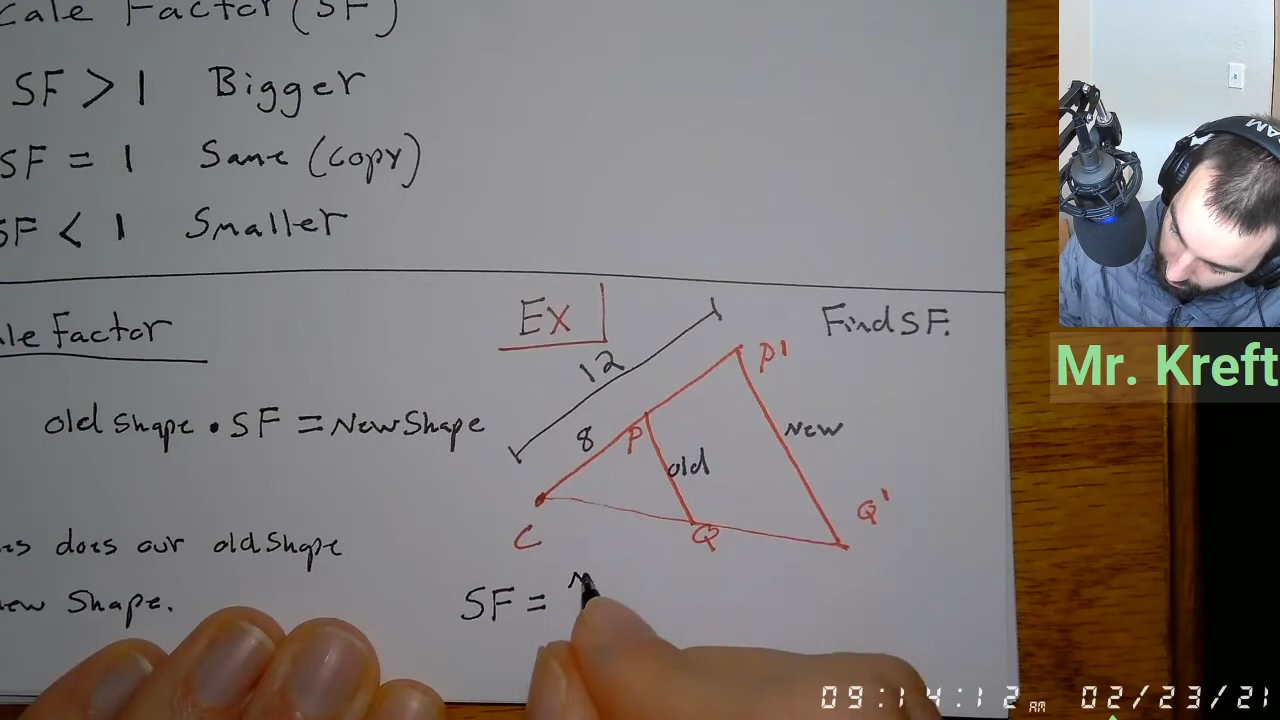 cale Factor (SF)
SF > 1 Bigger
SF = 1 Same (copy)
SF < 1 Smaller
ale Factor
old shape • SF = New Shape
es does our old shape
new Shape.
Ex
Find SF.
12
8
P
P'
old
New
C
Q
Q'
SF =
Mr. Kreft
09:14:12 AM 02/23/21